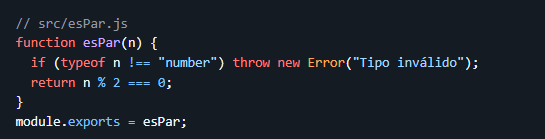 // src/esPar.js
function esPar(n) {
  if (typeof n !== "number") throw new Error("Tipo inválido");
  return n % 2 === 0;
}
module.exports = esPar;